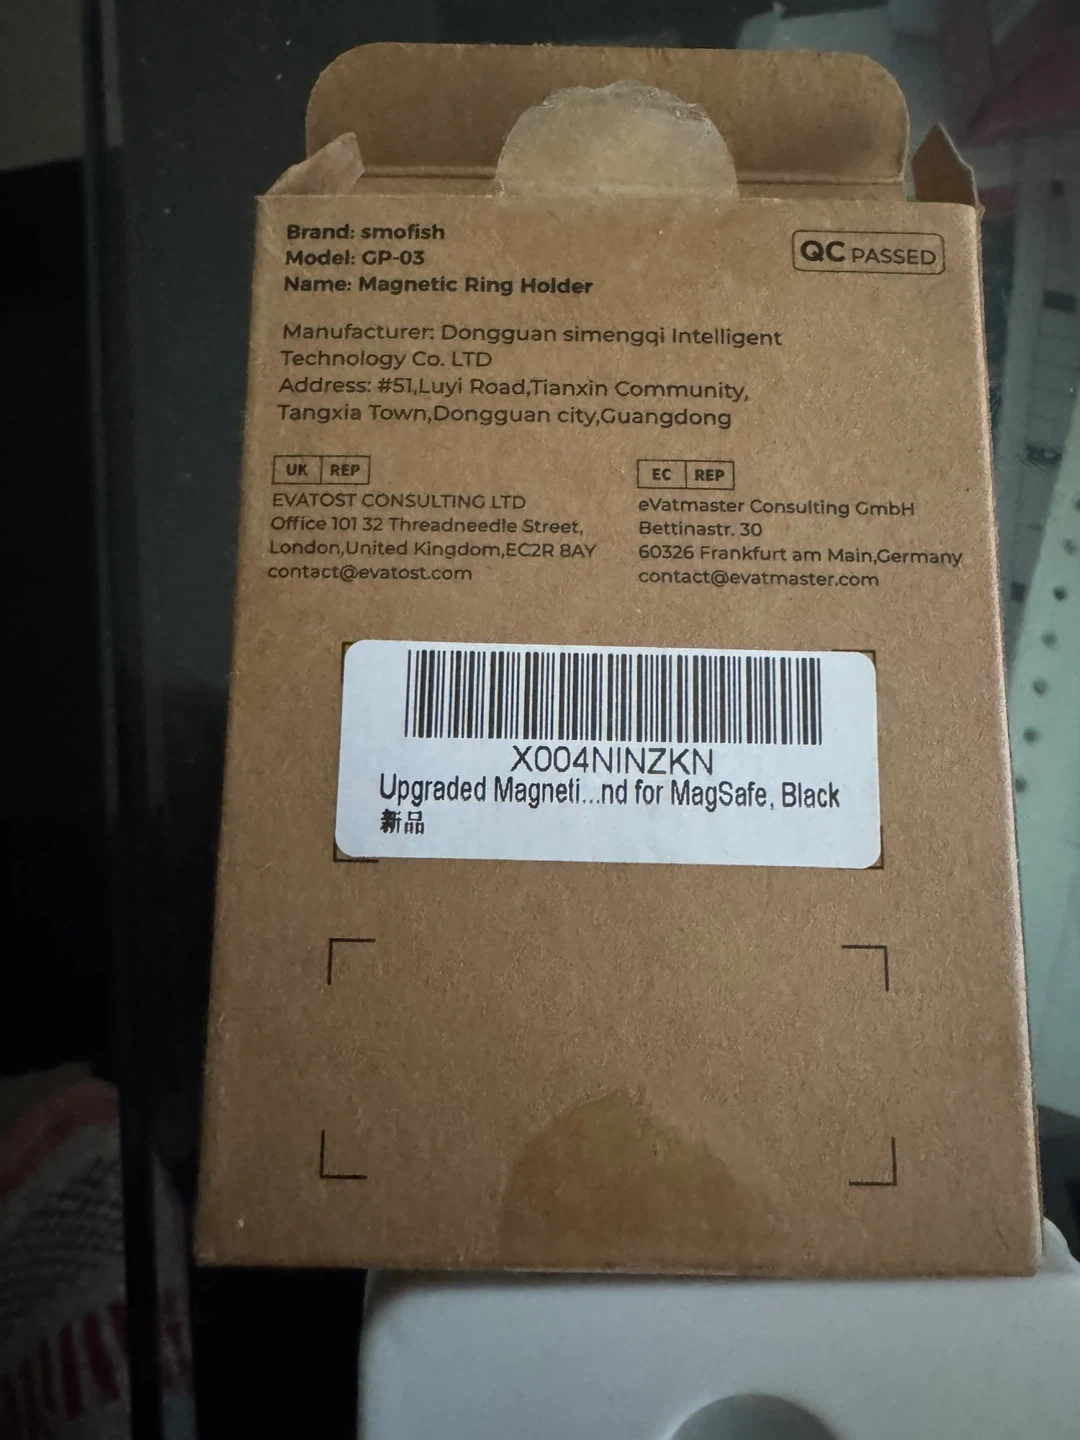 Brand: smofish
Model: GP-03
Name: Magnetic Ring Holder
QC PASSED
Manufacturer: Dongguan simengqi Intelligent
Technology Co. LTD
Address: #51,Luyi Road,Tianxin Community,
Tangxia Town,Dongguan city,Guangdong
UK REP
EVATOST CONSULTING LTD
Office 101 32 Threadneedle Street,
London,United Kingdom,EC2R 8AY
contact@evatost.com
EC REP
eVatmaster Consulting GmbH
Bettinastr. 30
60326 Frankfurt am Main,Germany
contact@evatmaster.com
X004NINZKN
Upgraded Magneti...nd for MagSafe, Black
新品